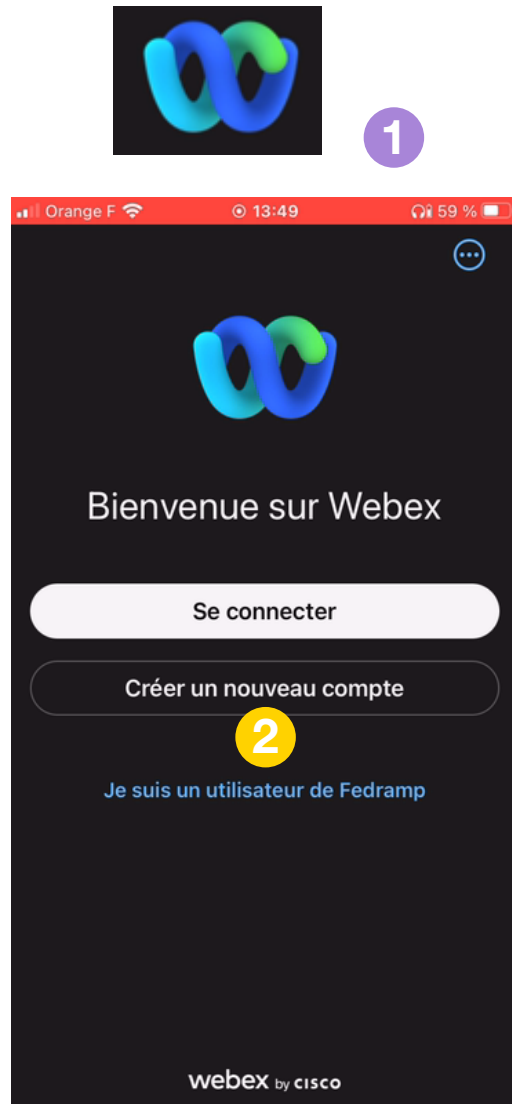 1
Orange F 13:49 59 %
Bienvenue sur Webex
Se connecter
Créer un nouveau compte
2
Je suis un utilisateur de Fedramp
webex by CISCO